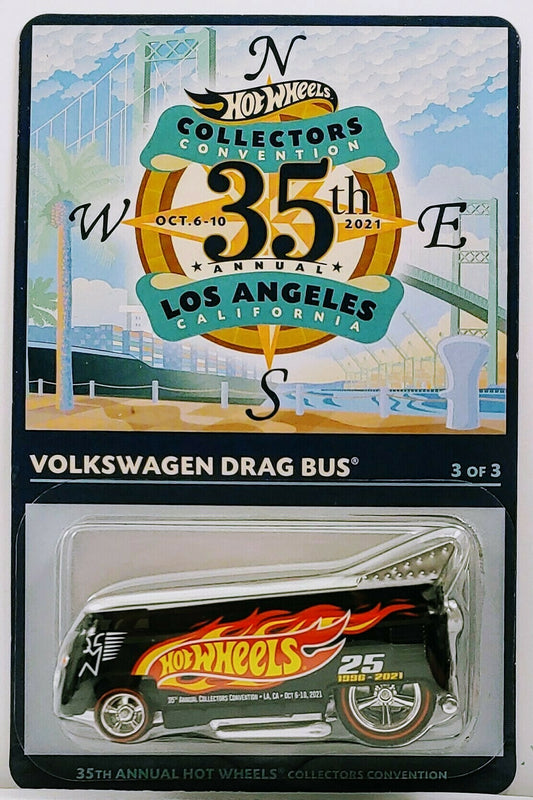 N
HOT WHEELS
COLLECTORS
CONVENTION
W
OCT.6-10
35th
2021
E
★ANNUAL★
LOS ANGELES
CALIFORNIA
S
VOLKSWAGEN DRAG BUS®
3 OF 3
HOT WHEELS
25
1996-2021
35th Annual Collectors Convention • LA, CA • Oct 6-10, 2021
35TH ANNUAL HOT WHEELS® COLLECTORS CONVENTION